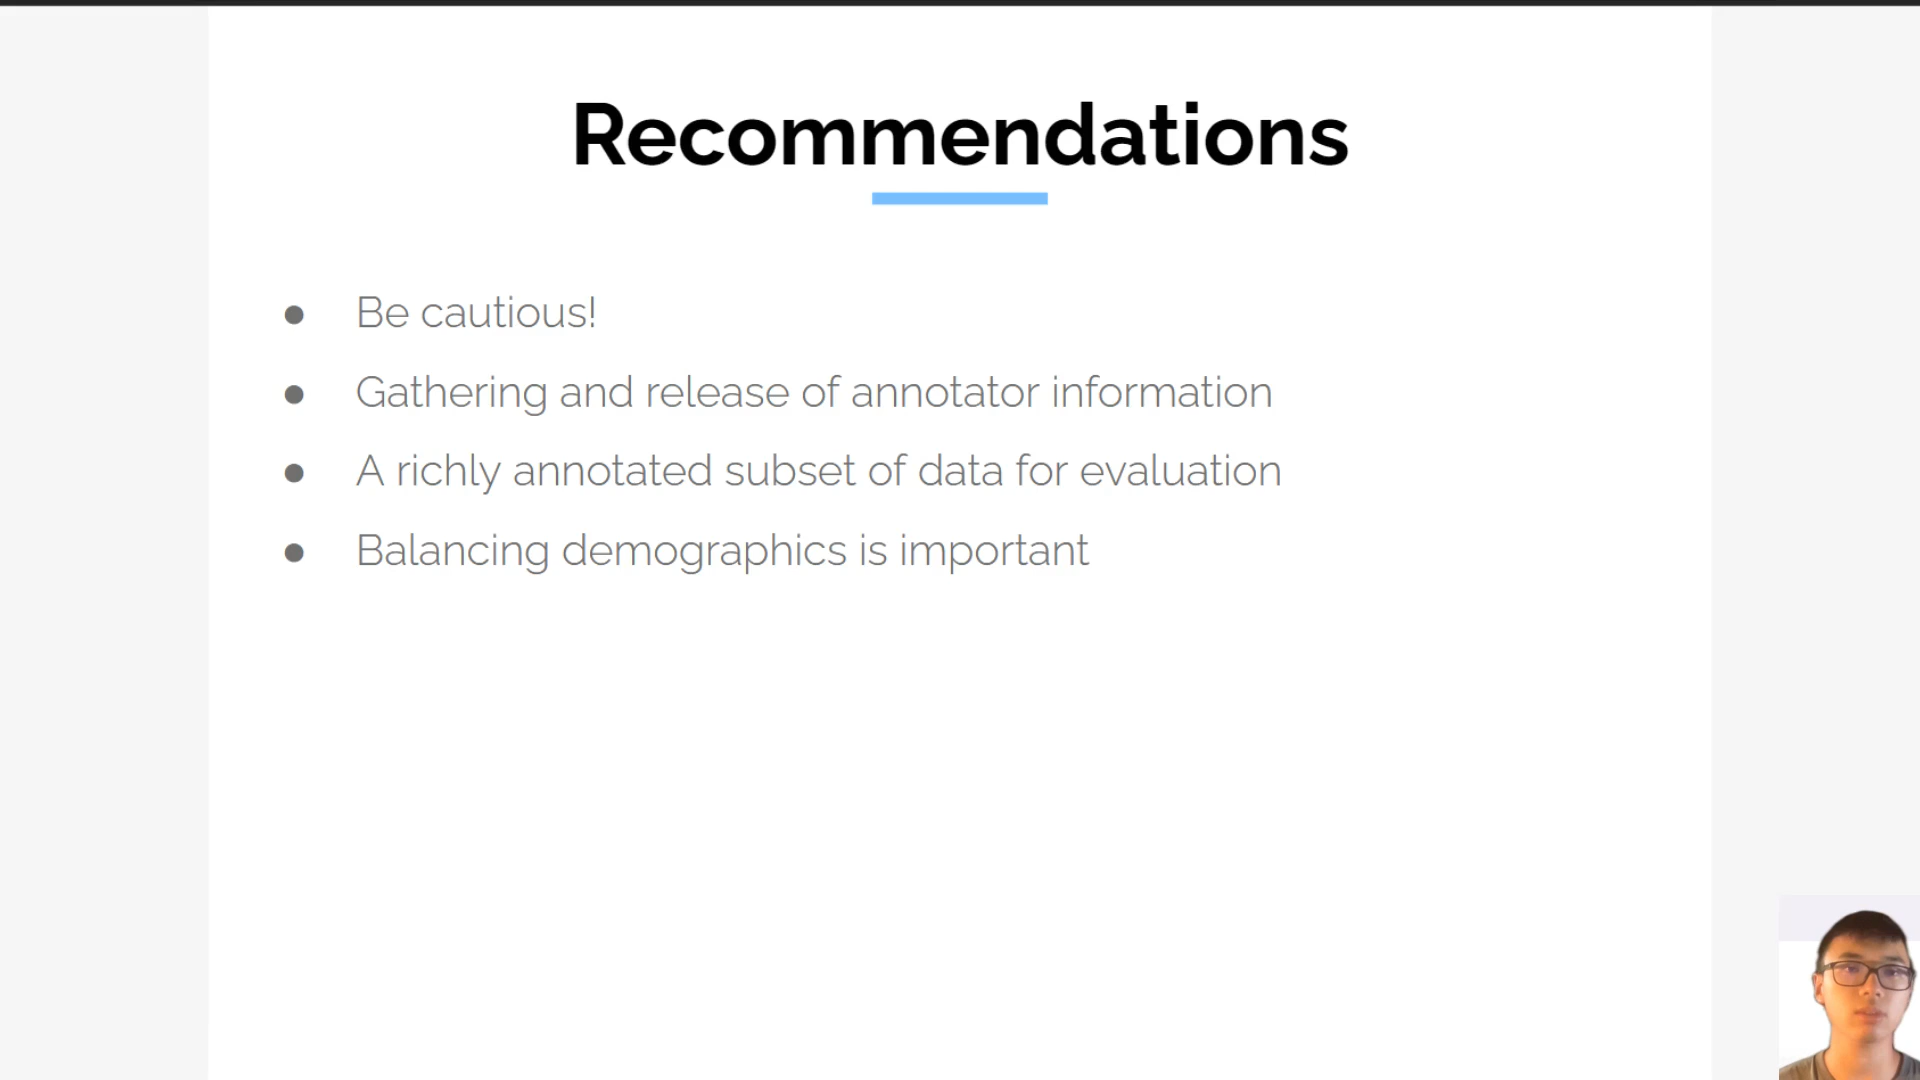 Recommendations
● Be cautious!
● Gathering and release of annotator information
● A richly annotated subset of data for evaluation
● Balancing demographics is important